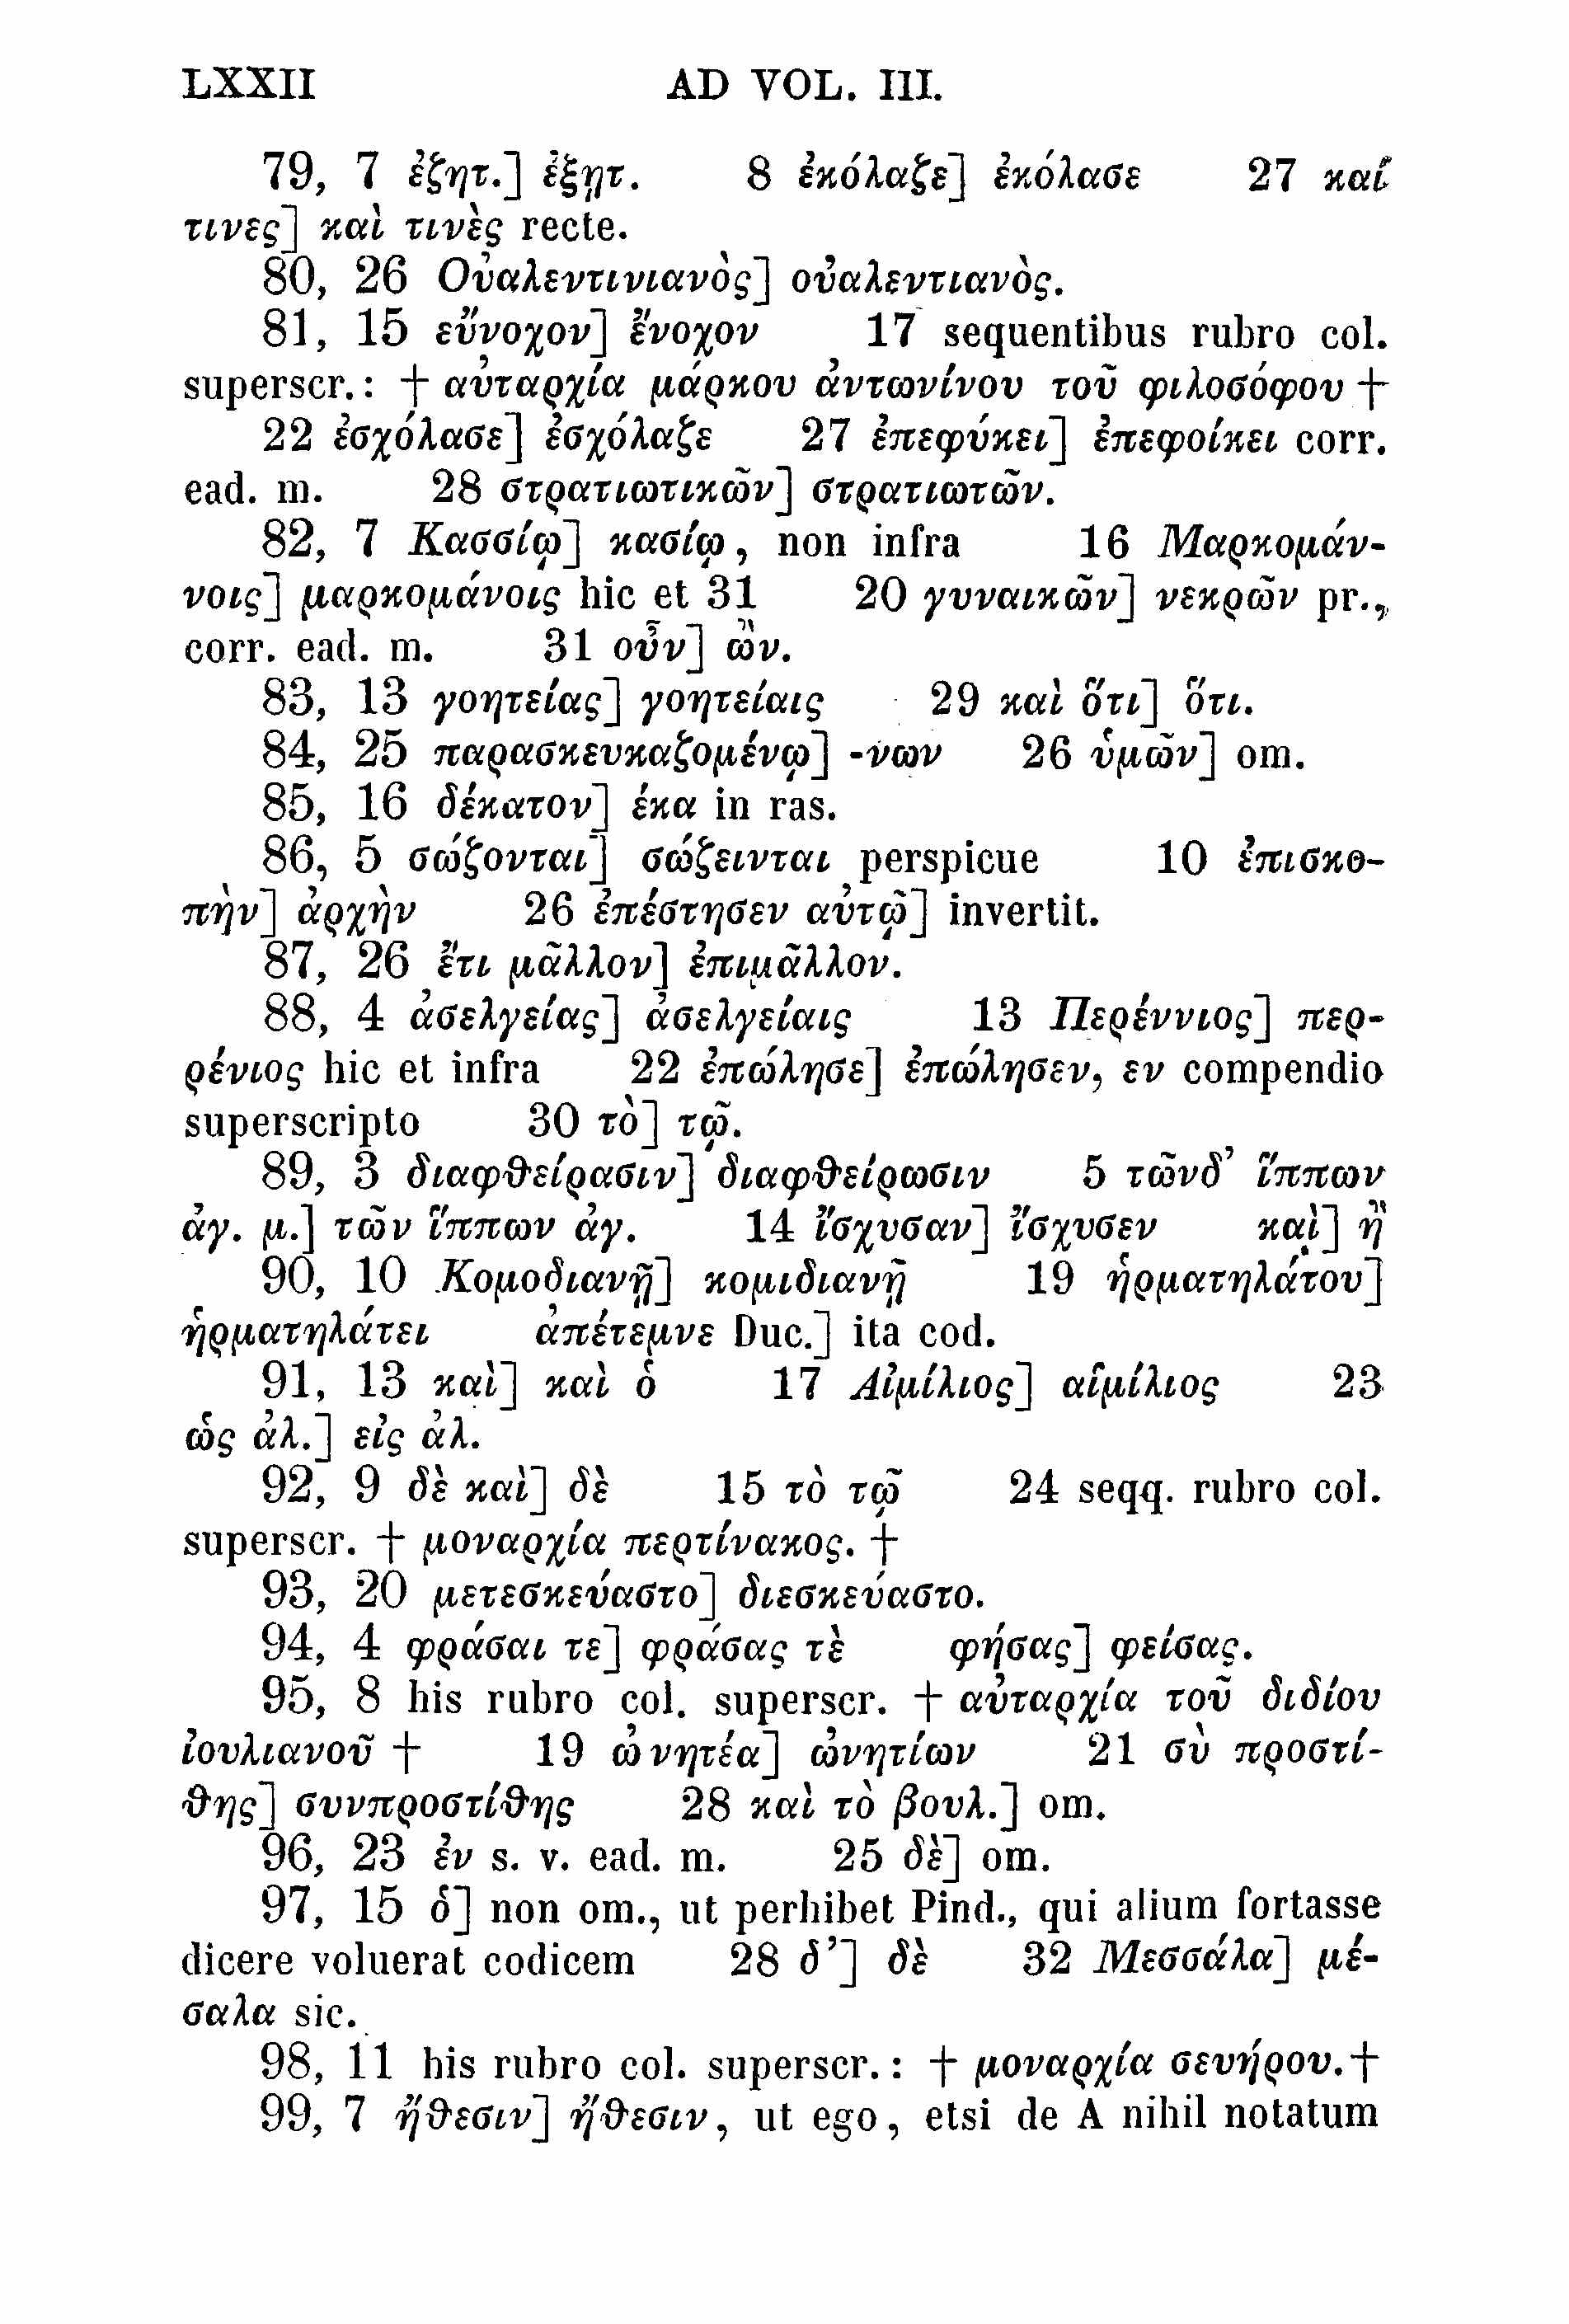 LXXII AD VOL. III.
79, 7 ἐζητ.] ἐξῃτ. 8 ἐκόλαζε] ἐκόλασε 27 καί
τινες] καὶ τινὲς recte.
80, 26 Οὐαλεντινιανὸς] οὐαλεντιανὸς.
81, 15 εὔνοχον] ἔνοχον 17 sequentibus rubro col.
superscr.: † αὐταρχία μάρκου ἀντωνίνου τοῦ φιλοσόφου †
22 ἐσχόλασε] ἐσχόλαζε 27 ἐπεφύκει] ἐπεφοίκει corr.
ead. m. 28 στρατιωτικῶν] στρατιωτῶν.
82, 7 Κασσίῳ] κασίῳ, non infra 16 Μαρκομάν-
νοις] μαρκομάνοις hic et 31 20 γυναικῶν] νεκρῶν pr.,
corr. ead. m. 31 οὖν] ὢν.
83, 13 γοητείας] γοητείαις 29 καὶ ὅτι] ὅτι.
84, 25 παρασκευκαζομένῳ] -νων 26 ὑμῶν] om.
85, 16 δέκατον] έκα in ras.
86, 5 σώζονται] σώζεινται perspicue 10 ἐπισκο-
πὴν] ἀρχὴν 26 ἐπέστησεν αὐτῷ] invertit.
87, 26 ἔτι μᾶλλον] ἐπιμᾶλλον.
88, 4 ἀσελγείας] ἀσελγείαις 13 Περέννιος] περ-
ρένιος hic et infra 22 ἐπώλησε] ἐπώλησεν, εν compendio
superscripto 30 τὸ] τῷ.
89, 3 διαφθείρασιν] διαφθείρωσιν 5 τῶνδ’ ἵππων
ἀγ. μ.] τῶν ἵππων ἀγ. 14 ἴσχυσαν] ἴσχυσεν καὶ] ἢ
90, 10 Κομοδιανῇ] κομιδιανῇ 19 ἡρματηλάτου]
ἡρματηλάτει ἀπέτεμνε Duc.] ita cod.
91, 13 καὶ] καὶ ὁ 17 Αἰμίλιος] αἱμίλιος 23
ὡς ἀλ.] εἰς ἀλ.
92, 9 δὲ καὶ] δὲ 15 τὸ τῷ 24 seqq. rubro col.
superscr. † μοναρχία περτίνακος. †
93, 20 μετεσκεύαστο] διεσκεύαστο.
94, 4 φράσαι τε] φράσας τὲ φήσας] φείσας.
95, 8 his rubro col. superscr. † αὐταρχία τοῦ διδίου
ἰουλιανοῦ † 19 ὠνητέα] ὠνητίων 21 σὺ προστί-
θης] συνπροστίθης 28 καὶ τὸ βουλ.] om.
96, 23 ἐν s. v. ead. m. 25 δὲ] om.
97, 15 ὁ] non om., ut perhibet Pind., qui alium fortasse
dicere voluerat codicem 28 δ’] δὲ 32 Μεσσάλα] μέ-
σαλα sic.
98, 11 his rubro col. superscr.: † μοναρχία σευήρου. †
99, 7 ἤθεσιν] ἤθεσιν, ut ego, etsi de A nihil notatum